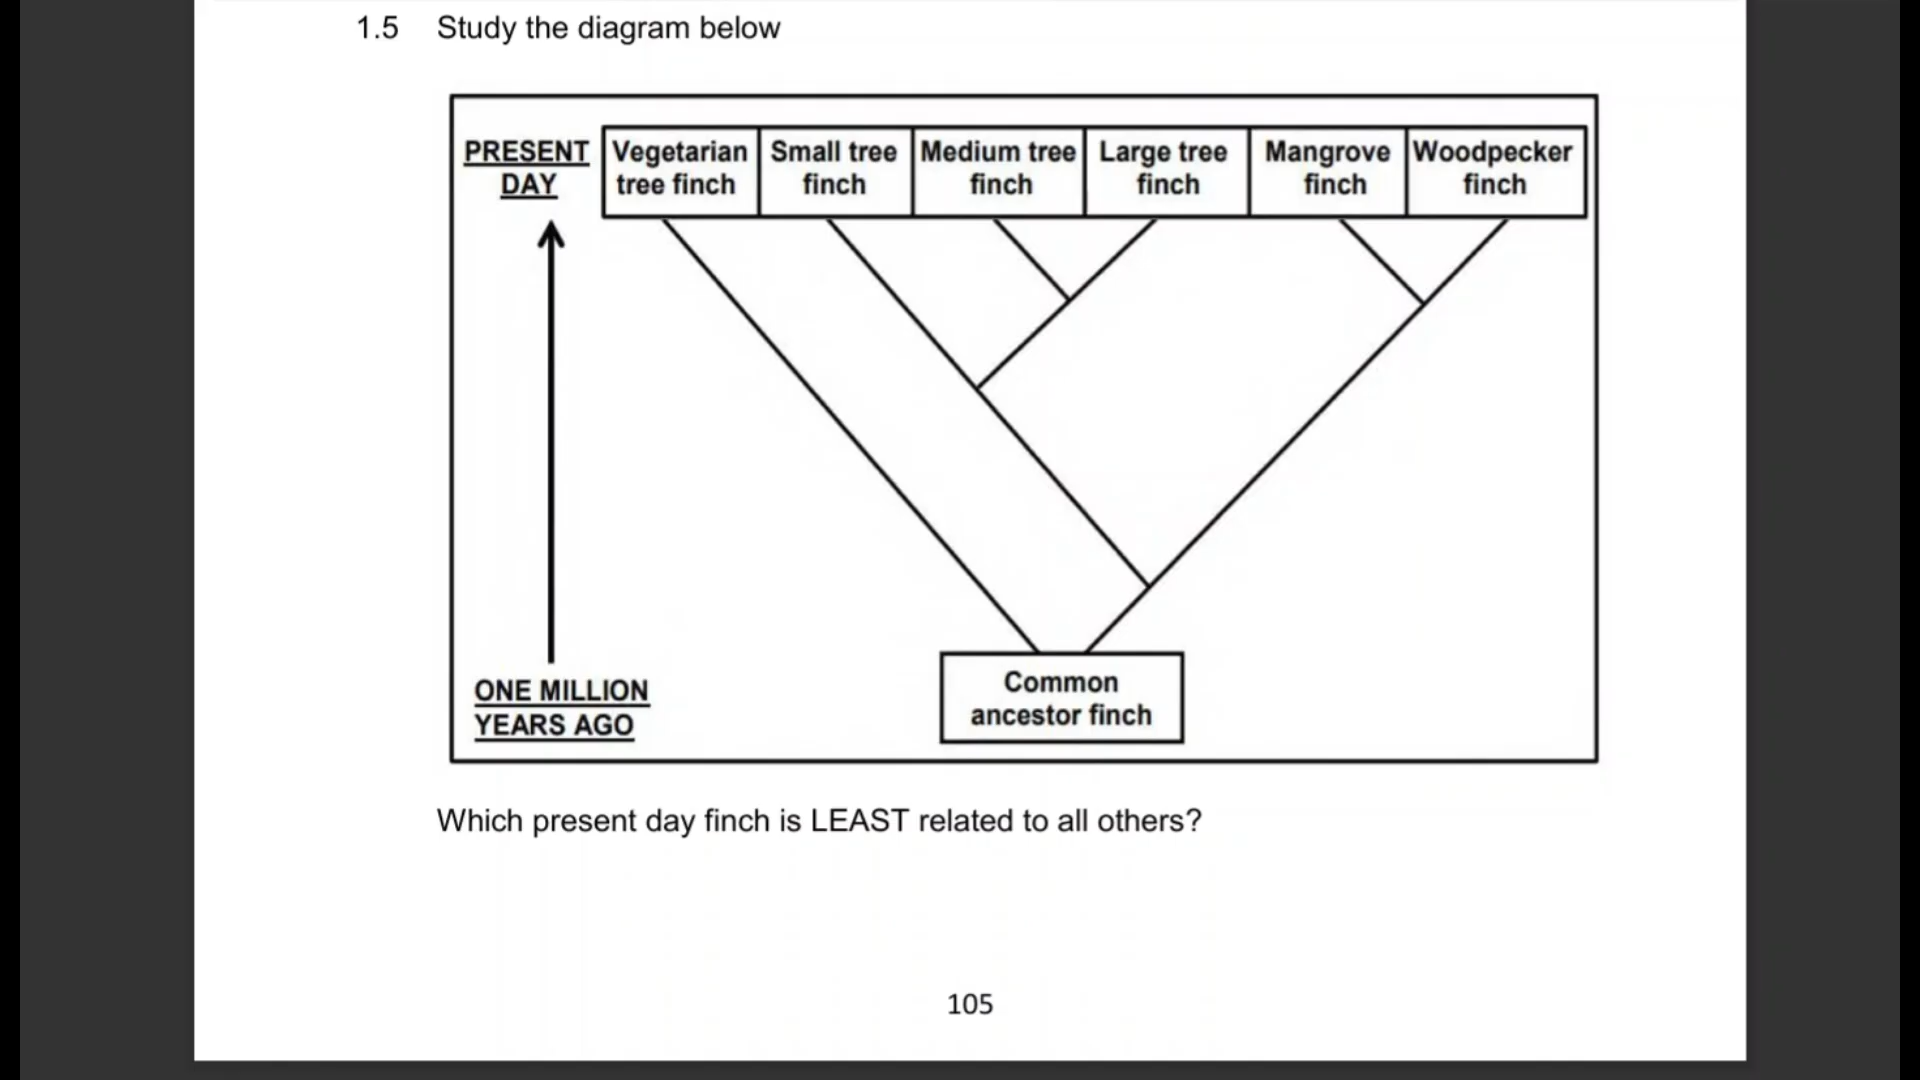 1.5 Study the diagram below
PRESENT
DAY
Vegetarian
tree finch
Small tree
finch
Medium tree
finch
Large tree
finch
Mangrove
finch
Woodpecker
finch
ONE MILLION
YEARS AGO
Common
ancestor finch
Which present day finch is LEAST related to all others?
105